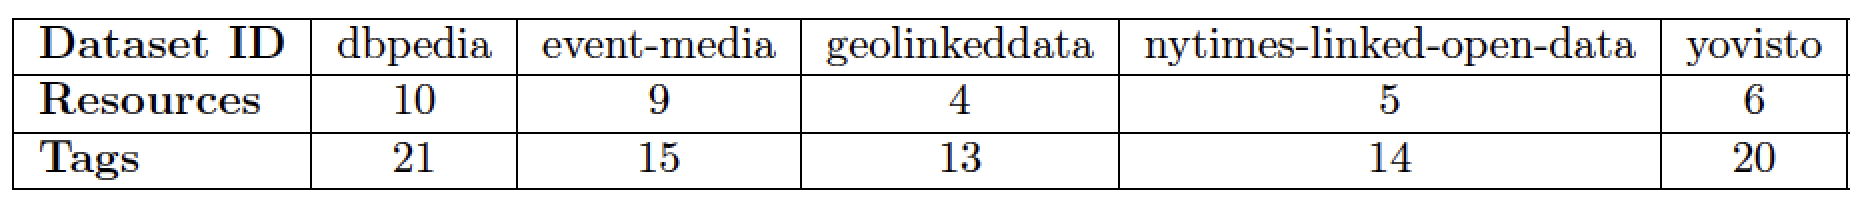 Dataset ID dbpedia event-media geolinkeddata nytimes-linked-open-data yovisto
Resources 10 9 4 5 6
Tags 21 15 13 14 20